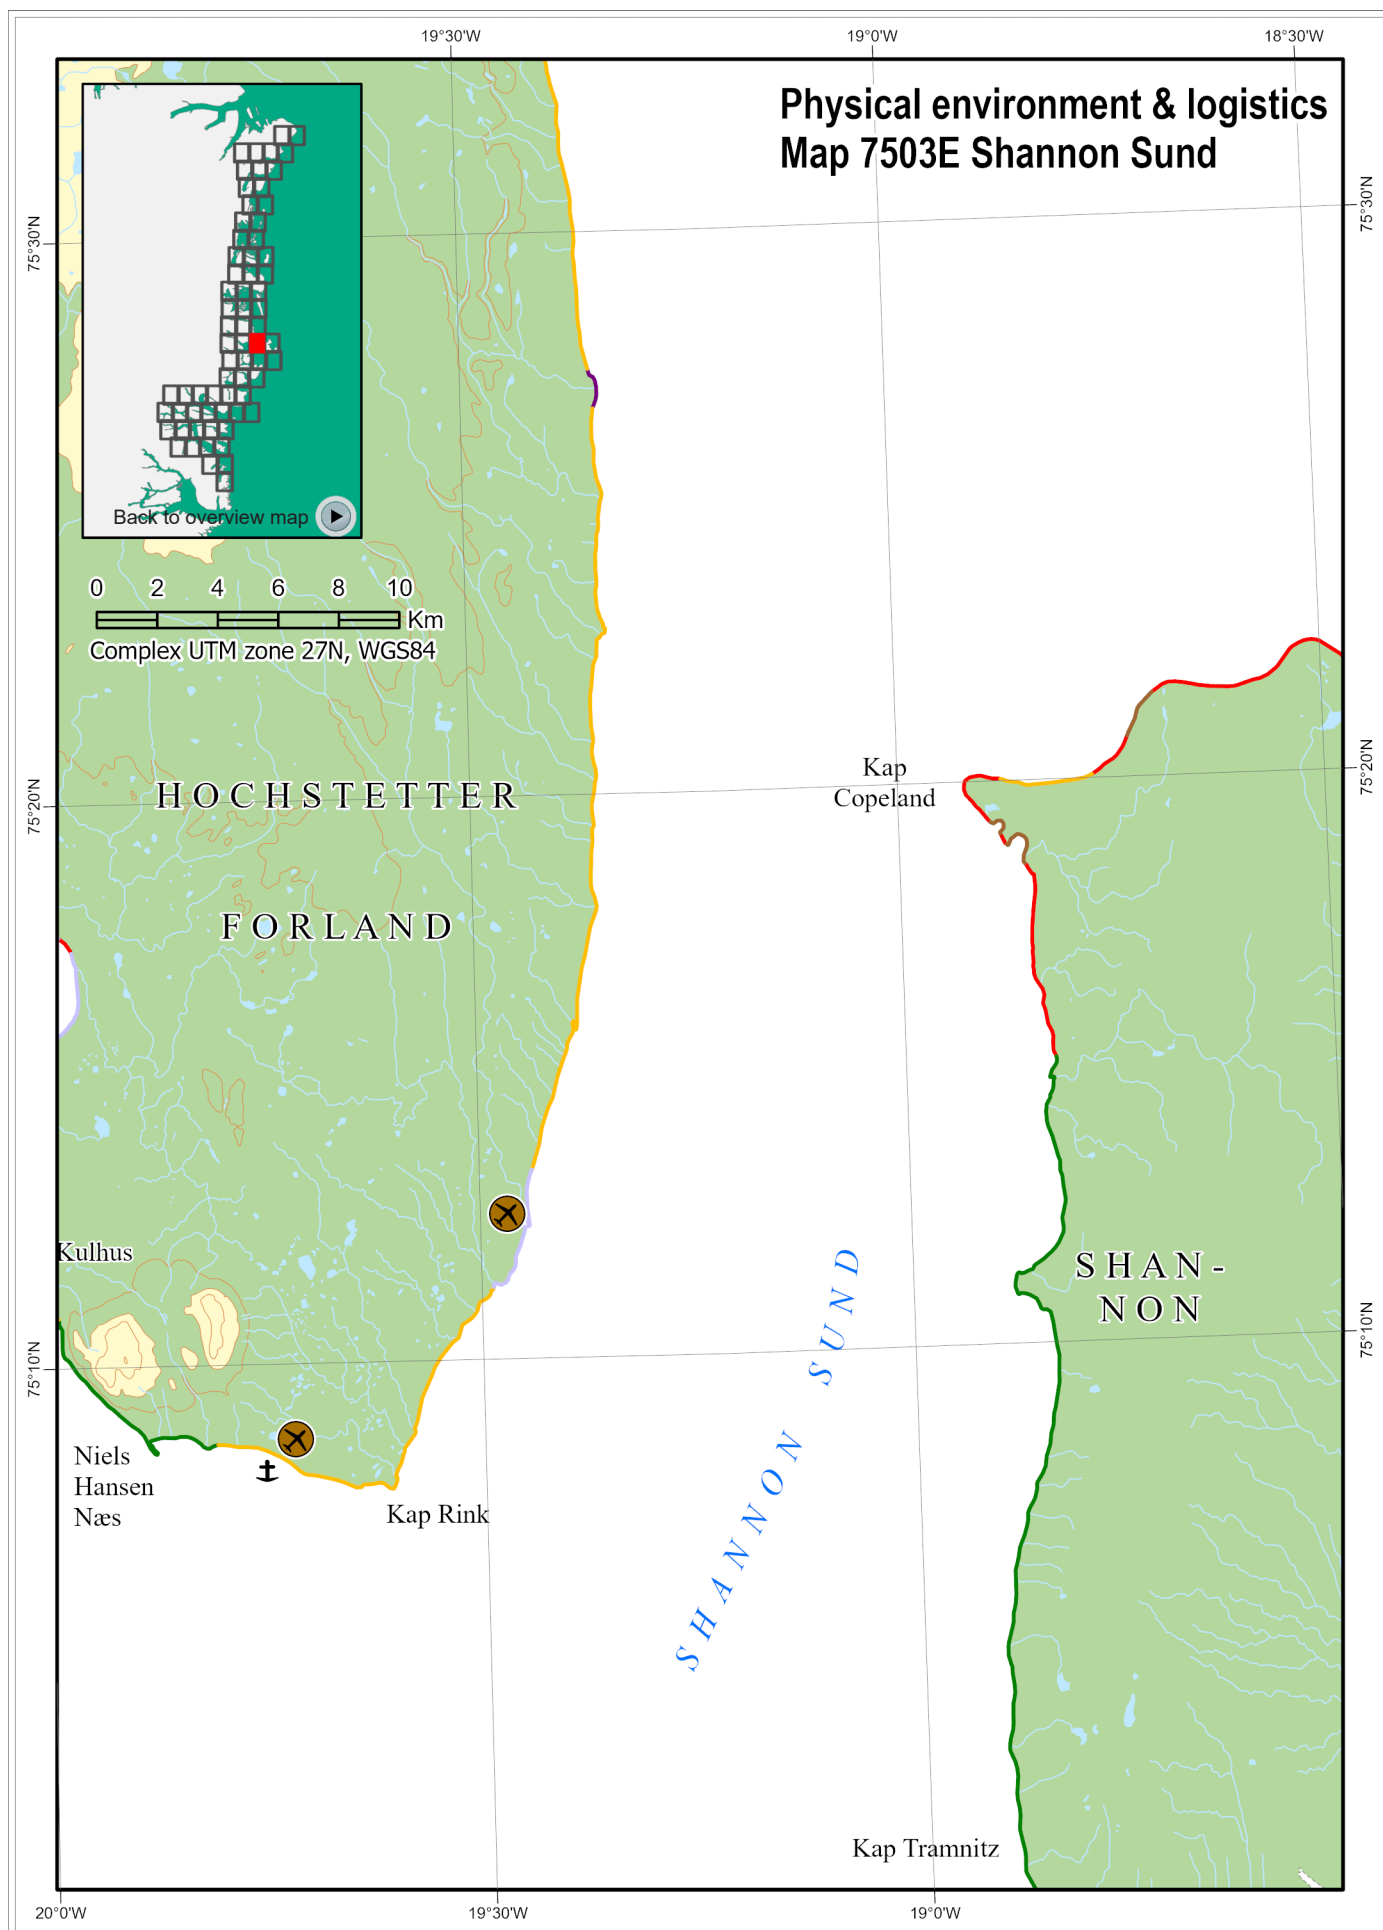 19°30'W
19°0'W
18°30'W
Physical environment & logistics
Map 7503E Shannon Sund
75°30'N
75°30'N
Back to overview map
0 2 4 6 8 10
Km
Complex UTM zone 27N, WGS84
Kap
Copeland
75°20'N
75°20'N
HOCHSTETTER
FORLAND
Kulhus
SHAN-
NON
SHANNON SUND
75°10'N
75°10'N
Niels
Hansen
Næs
Kap Rink
Kap Tramnitz
20°0'W
19°30'W
19°0'W